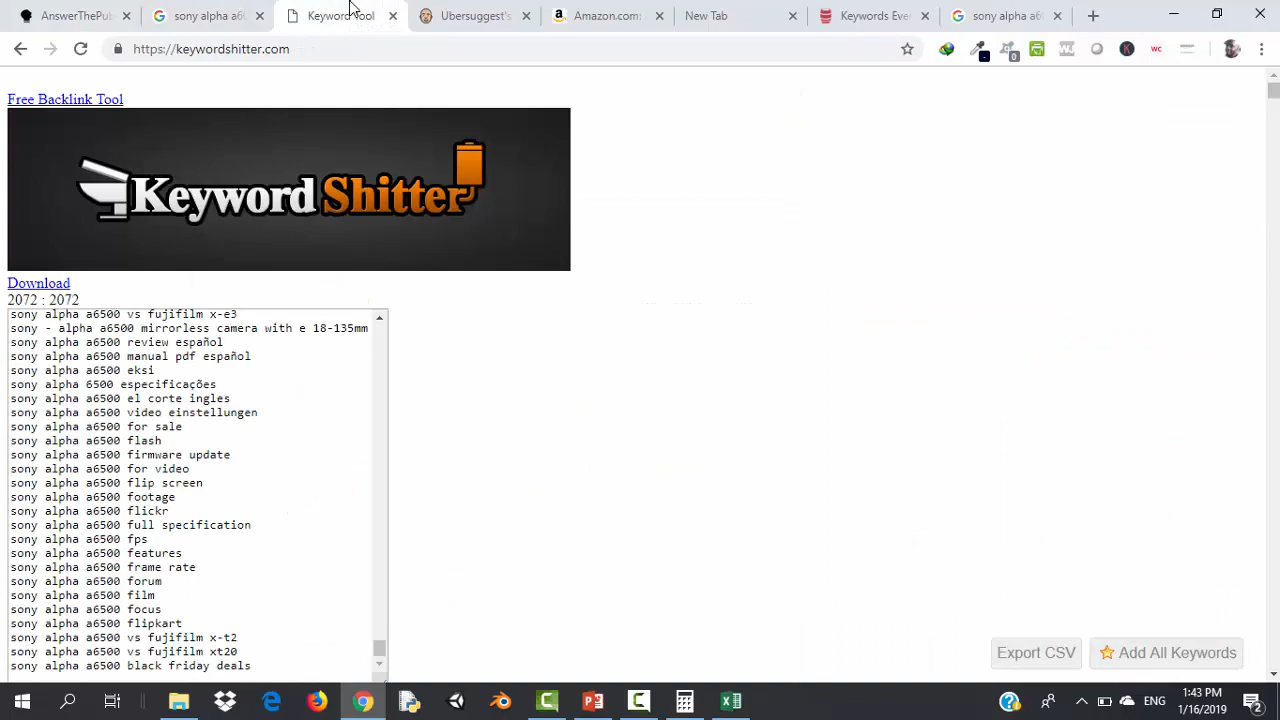 AnswerThePu
sony alpha a6
Keyword Tool
Ubersuggest's
Amazon.com:
New Tab
Keywords Eve
sony alpha a6
https://keywordshitter.com
0
WJ
K
WC
Free Backlink Tool
Keyword Shitter
Download
2072 : 2072
sony alpha a6500 vs fujifilm x-e3
sony - alpha a6500 mirrorless camera with e 18-135mm
sony alpha a6500 review español
sony alpha a6500 manual pdf español
sony alpha a6500 eksi
sony alpha 6500 especificações
sony alpha a6500 el corte ingles
sony alpha a6500 video einstellungen
sony alpha a6500 for sale
sony alpha a6500 flash
sony alpha a6500 firmware update
sony alpha a6500 for video
sony alpha a6500 flip screen
sony alpha a6500 footage
sony alpha a6500 flickr
sony alpha a6500 full specification
sony alpha a6500 fps
sony alpha a6500 features
sony alpha a6500 frame rate
sony alpha a6500 forum
sony alpha a6500 film
sony alpha a6500 focus
sony alpha a6500 flipkart
sony alpha a6500 vs fujifilm x-t2
sony alpha a6500 vs fujifilm xt20
sony alpha a6500 black friday deals
Export CSV
Add All Keywords
ENG
1:43 PM
1/16/2019
2